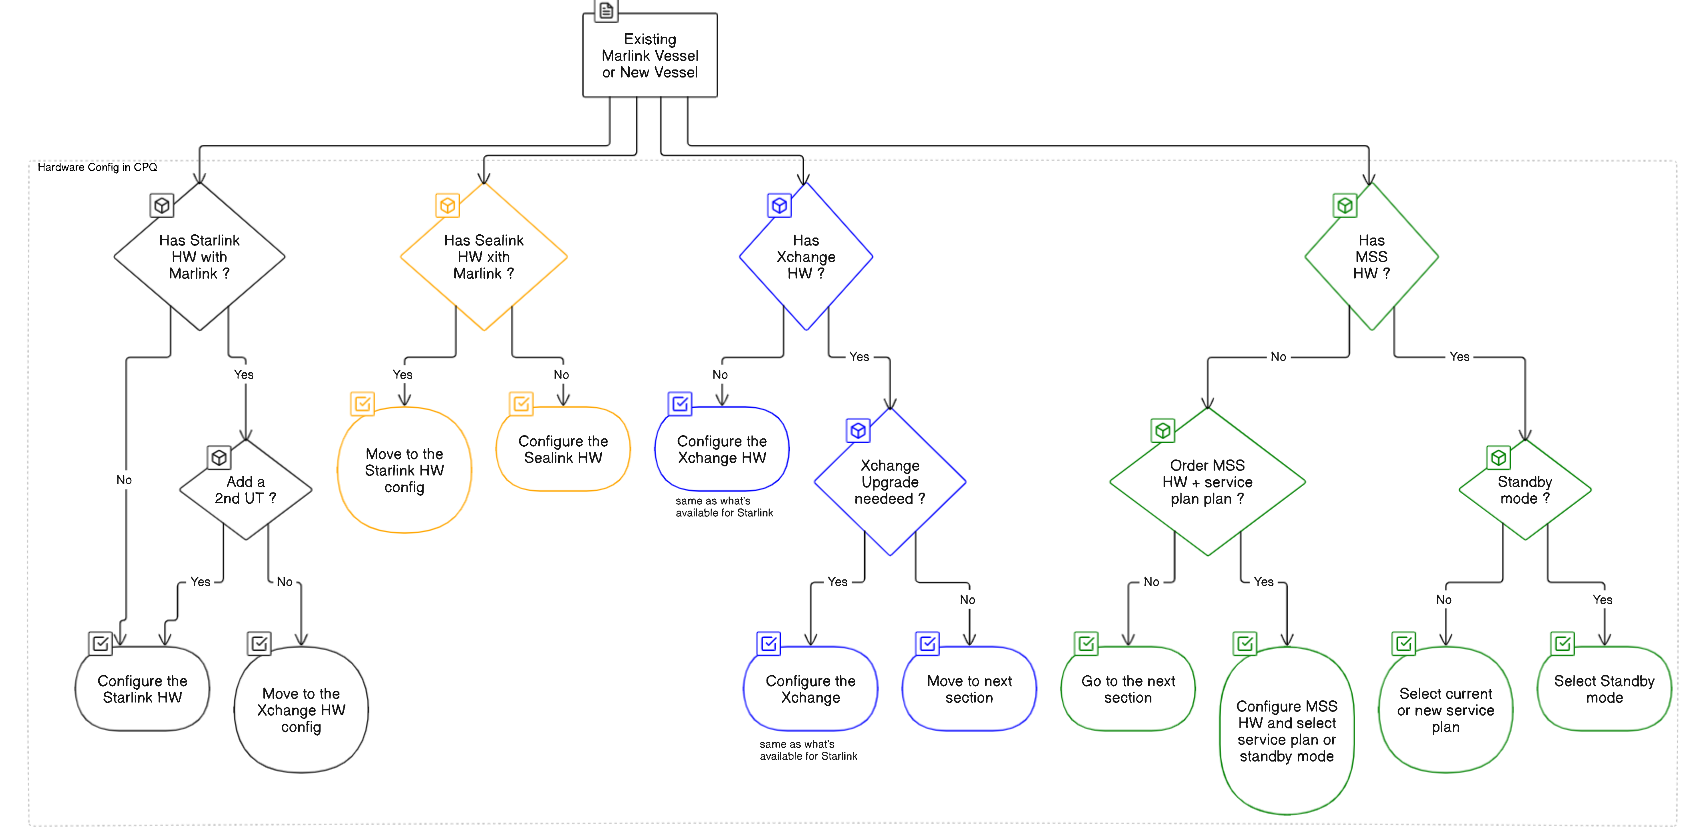 Existing
Marlink Vessel
or New Vessel
Hardware Config in CPQ
Has Starlink
HW with
Marlink ?
Has Sealink
HW xith
Marlink ?
Has
Xchange
HW ?
Has
MSS
HW ?
No
Yes
Yes
No
No
Yes
No
Yes
Add a
2nd UT ?
Move to the
Starlink HW
config
Configure the
Sealink HW
Configure the
Xchange HW
same as what's
available for Starlink
Xchange
Upgrade
needeed ?
Order MSS
HW + service
plan plan ?
Standby
mode ?
Yes
No
Yes
No
No
Yes
No
Yes
Configure the
Starlink HW
Move to the
Xchange HW
config
Configure the
Xchange
same as what's
available for Starlink
Move to next
section
Go to the next
section
Configure MSS
HW and select
service plan or
standby mode
Select current
or new service
plan
Select Standby
mode